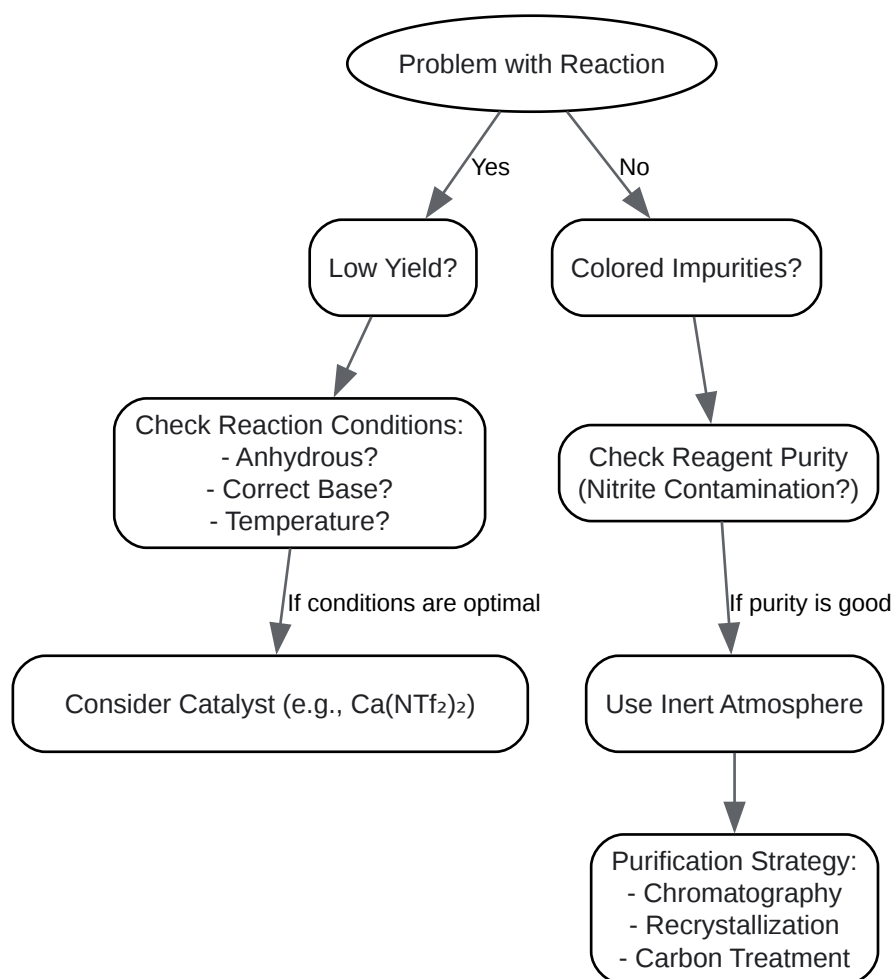 Problem with Reaction
Yes
No
Low Yield?
Colored Impurities?
Check Reaction Conditions:
- Anhydrous?
- Correct Base?
- Temperature?
Check Reagent Purity
(Nitrite Contamination?)
If conditions are optimal
If purity is good
Consider Catalyst (e.g., Ca(NTf₂)₂)
Use Inert Atmosphere
Purification Strategy:
- Chromatography
- Recrystallization
- Carbon Treatment